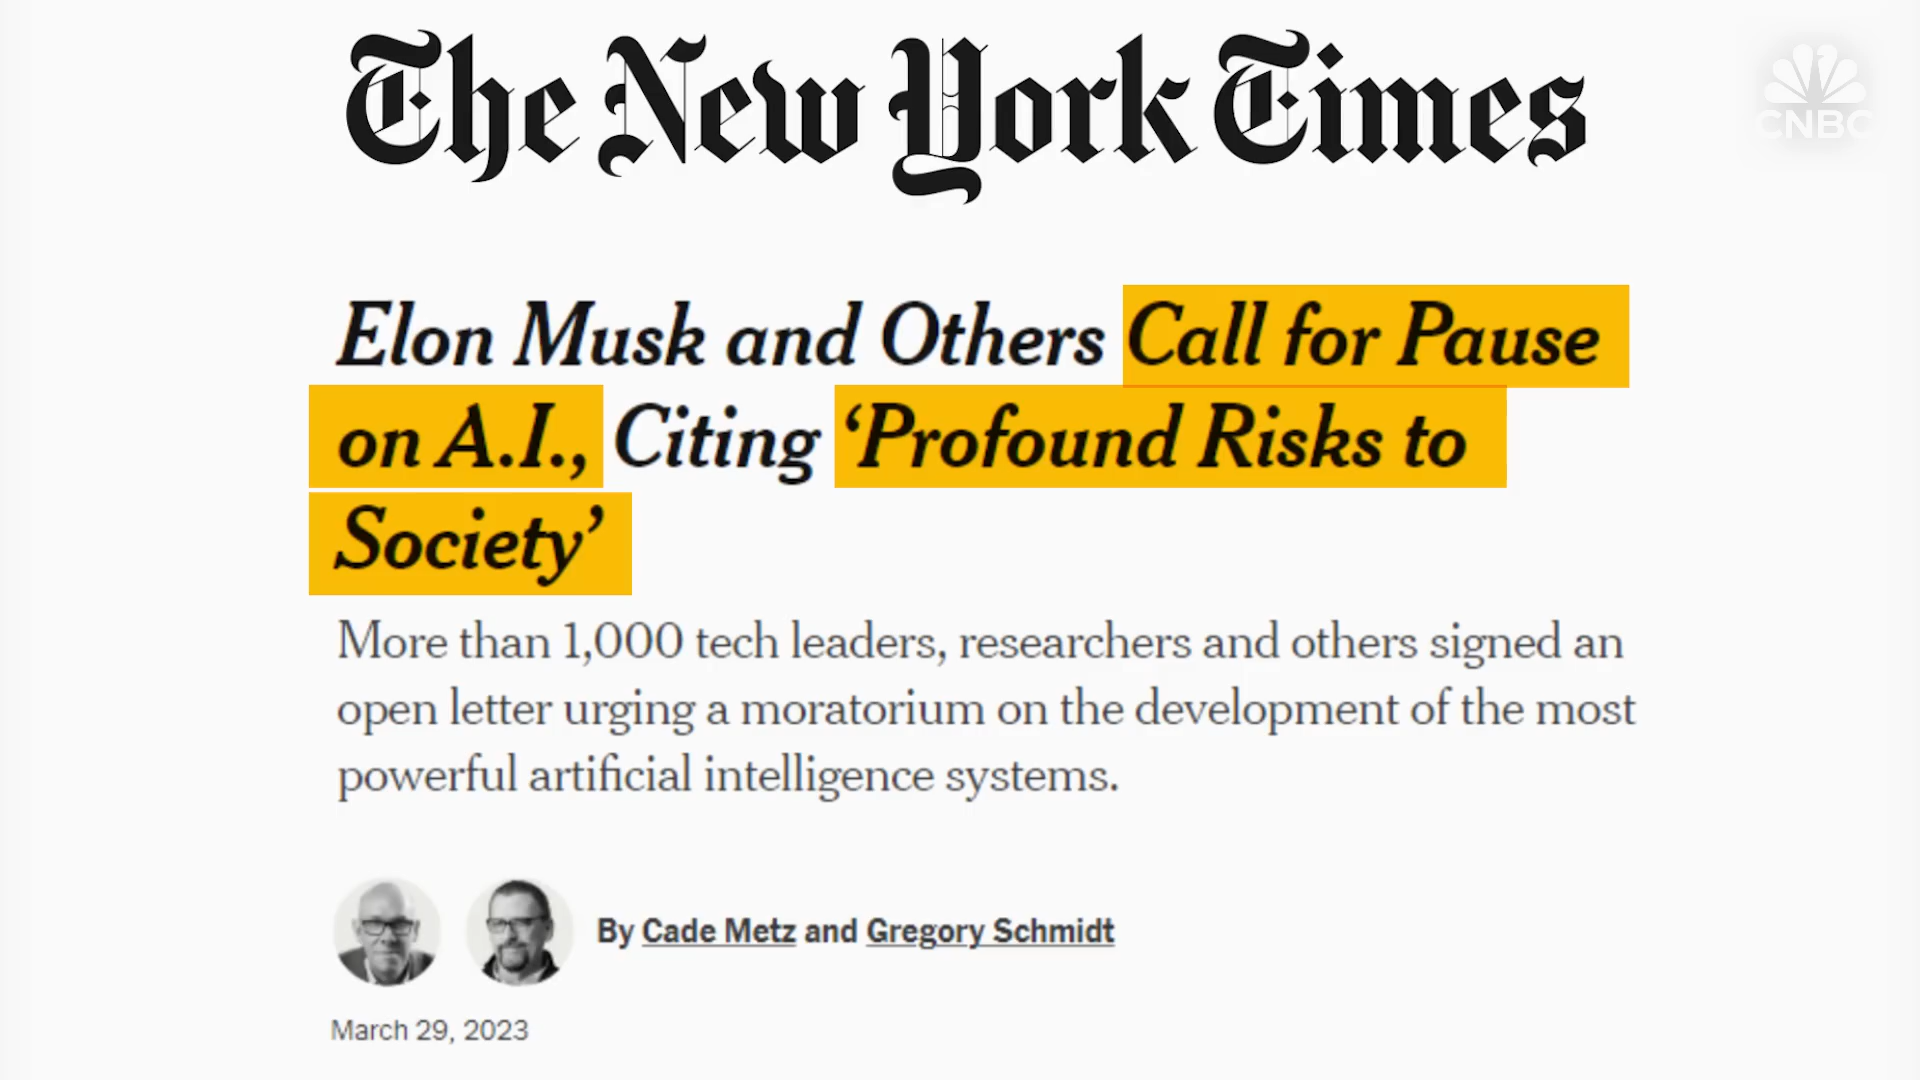 The New York Times
CNBC
Elon Musk and Others Call for Pause
on A.I., Citing ‘Profound Risks to
Society’
More than 1,000 tech leaders, researchers and others signed an
open letter urging a moratorium on the development of the most
powerful artificial intelligence systems.
By Cade Metz and Gregory Schmidt
March 29, 2023